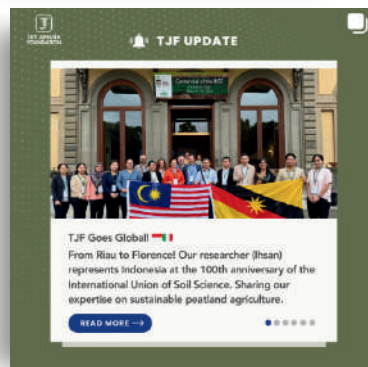 TJF UPDATE
Centennial of the IUSS
TJF Goes Global!
From Riau to Florence! Our researcher (Ihsan)
represents Indonesia at the 100th anniversary of the
International Union of Soil Science. Sharing our
expertise on sustainable peatland agriculture.
READ MORE →